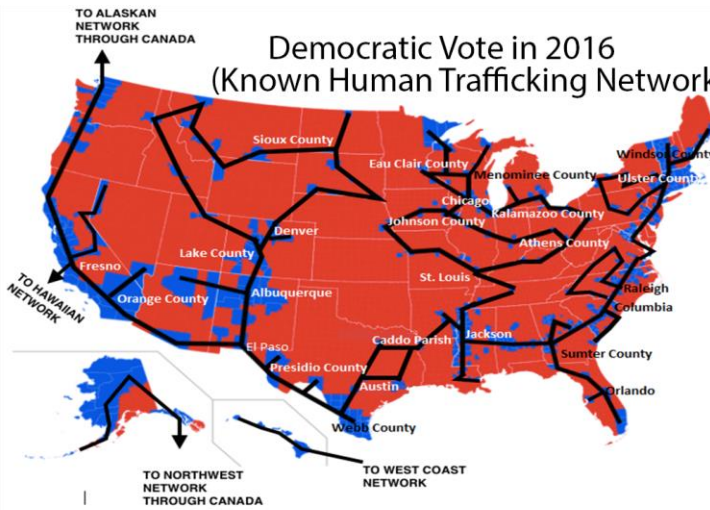 TO ALASKAN
NETWORK
THROUGH CANADA
Democratic Vote in 2016
(Known Human Trafficking Network
Sioux County
Eau Clair County
Windsor County
Menominee County
Ulster County
Chicago
Kalamazoo County
Johnson County
Denver
Athens County
Lake County
St. Louis
Fresno
TO HAWAIIAN
NETWORK
Orange County
Albuquerque
Raleigh
Columbia
Caddo Parish
Jackson
El Paso
Sumter County
Presidio County
Austin
Orlando
Webb County
TO WEST COAST
NETWORK
TO NORTHWEST
NETWORK
THROUGH CANADA